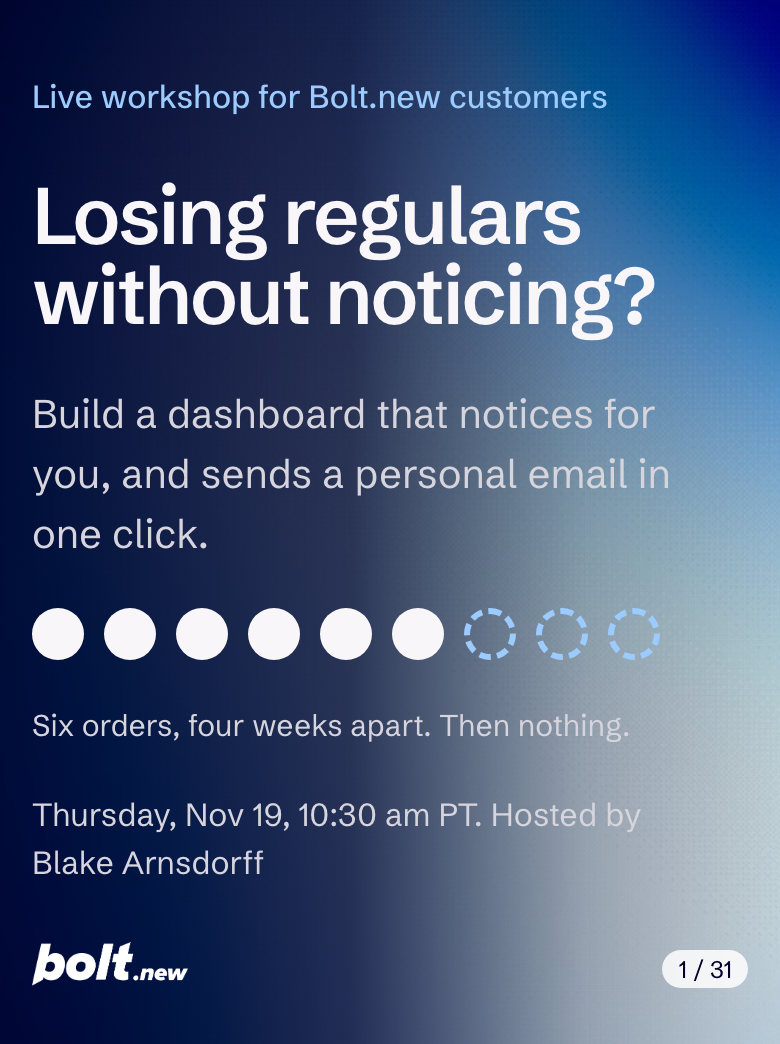 Live workshop for Bolt.new customers
Losing regulars
without noticing?
Build a dashboard that notices for
you, and sends a personal email in
one click.
Six orders, four weeks apart. Then nothing.
Thursday, Nov 19, 10:30 am PT. Hosted by
Blake Arnsdorff
bolt.new
1 / 31